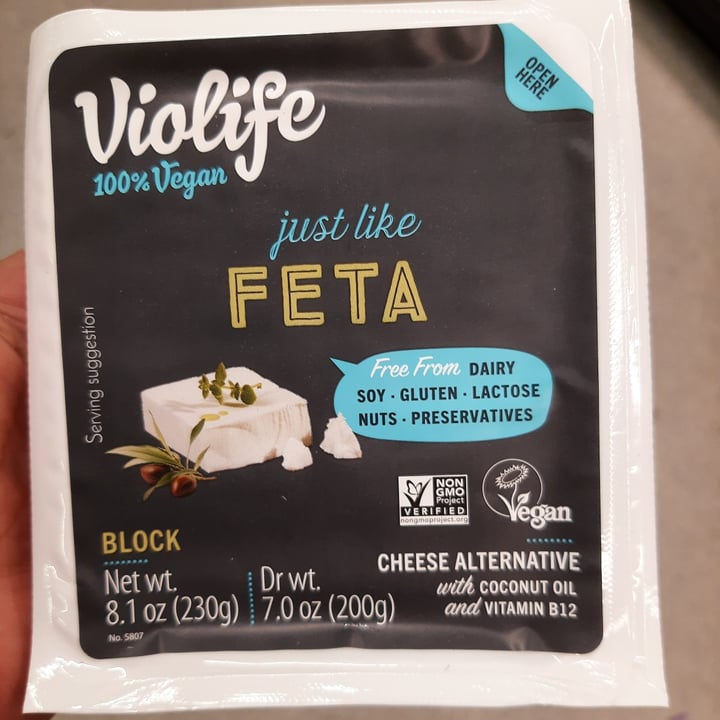 OPEN
HERE
Violife
100% Vegan
just like
FETA
Serving suggestion
Free From DAIRY
SOY · GLUTEN · LACTOSE
NUTS · PRESERVATIVES
NON
GMO
Project
VERIFIED
nongmoproject.org
Vegan
BLOCK
Net wt.
8.1 oz (230g)
Dr wt.
7.0 oz (200g)
No. 5807
CHEESE ALTERNATIVE
with COCONUT OIL
and VITAMIN B12